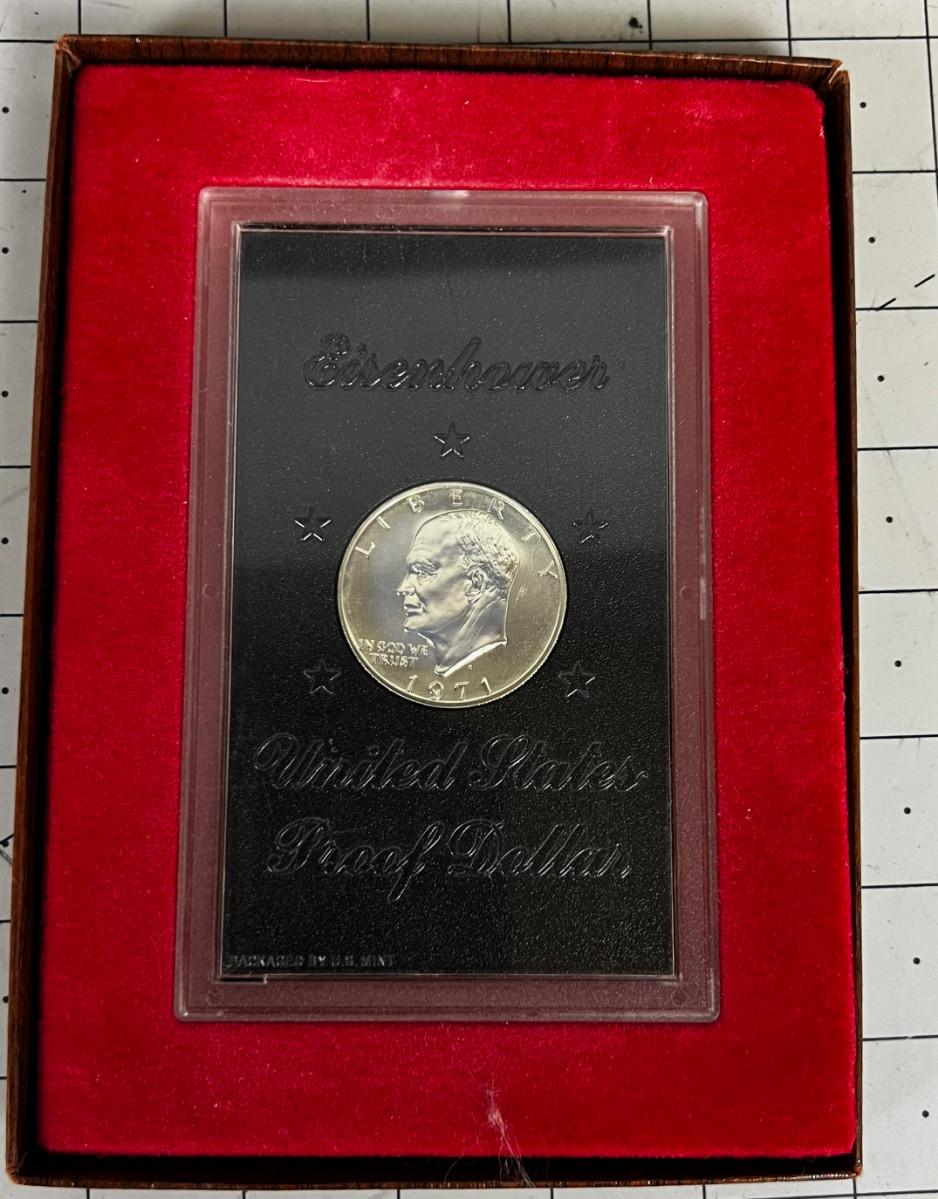 Eisenhower
LIBERTY
IN GOD WE
TRUST
S
1971
United States
Proof Dollar
PACKAGED BY U.S. MINT